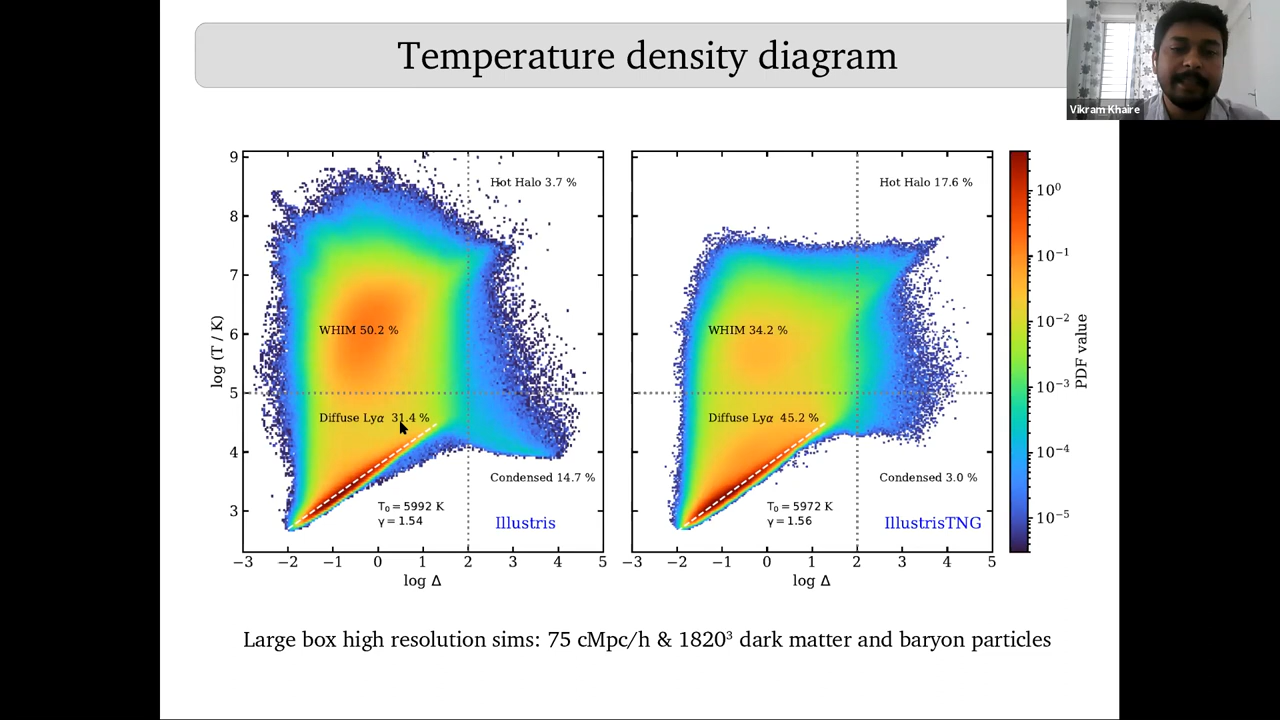 Temperature density diagram
Vikram Khaire
9
8
7
6
5
4
3
log (T / K)
Hot Halo 3.7 %
WHIM 50.2 %
Diffuse Lyα 31.4 %
Condensed 14.7 %
T₀ = 5992 K
γ = 1.54
Illustris
−3 −2 −1 0 1 2 3 4 5
log Δ
Hot Halo 17.6 %
WHIM 34.2 %
Diffuse Lyα 45.2 %
Condensed 3.0 %
T₀ = 5972 K
γ = 1.56
IllustrisTNG
−3 −2 −1 0 1 2 3 4 5
log Δ
10⁰
10⁻¹
10⁻²
10⁻³
10⁻⁴
10⁻⁵
PDF value
Large box high resolution sims: 75 cMpc/h & 1820³ dark matter and baryon particles